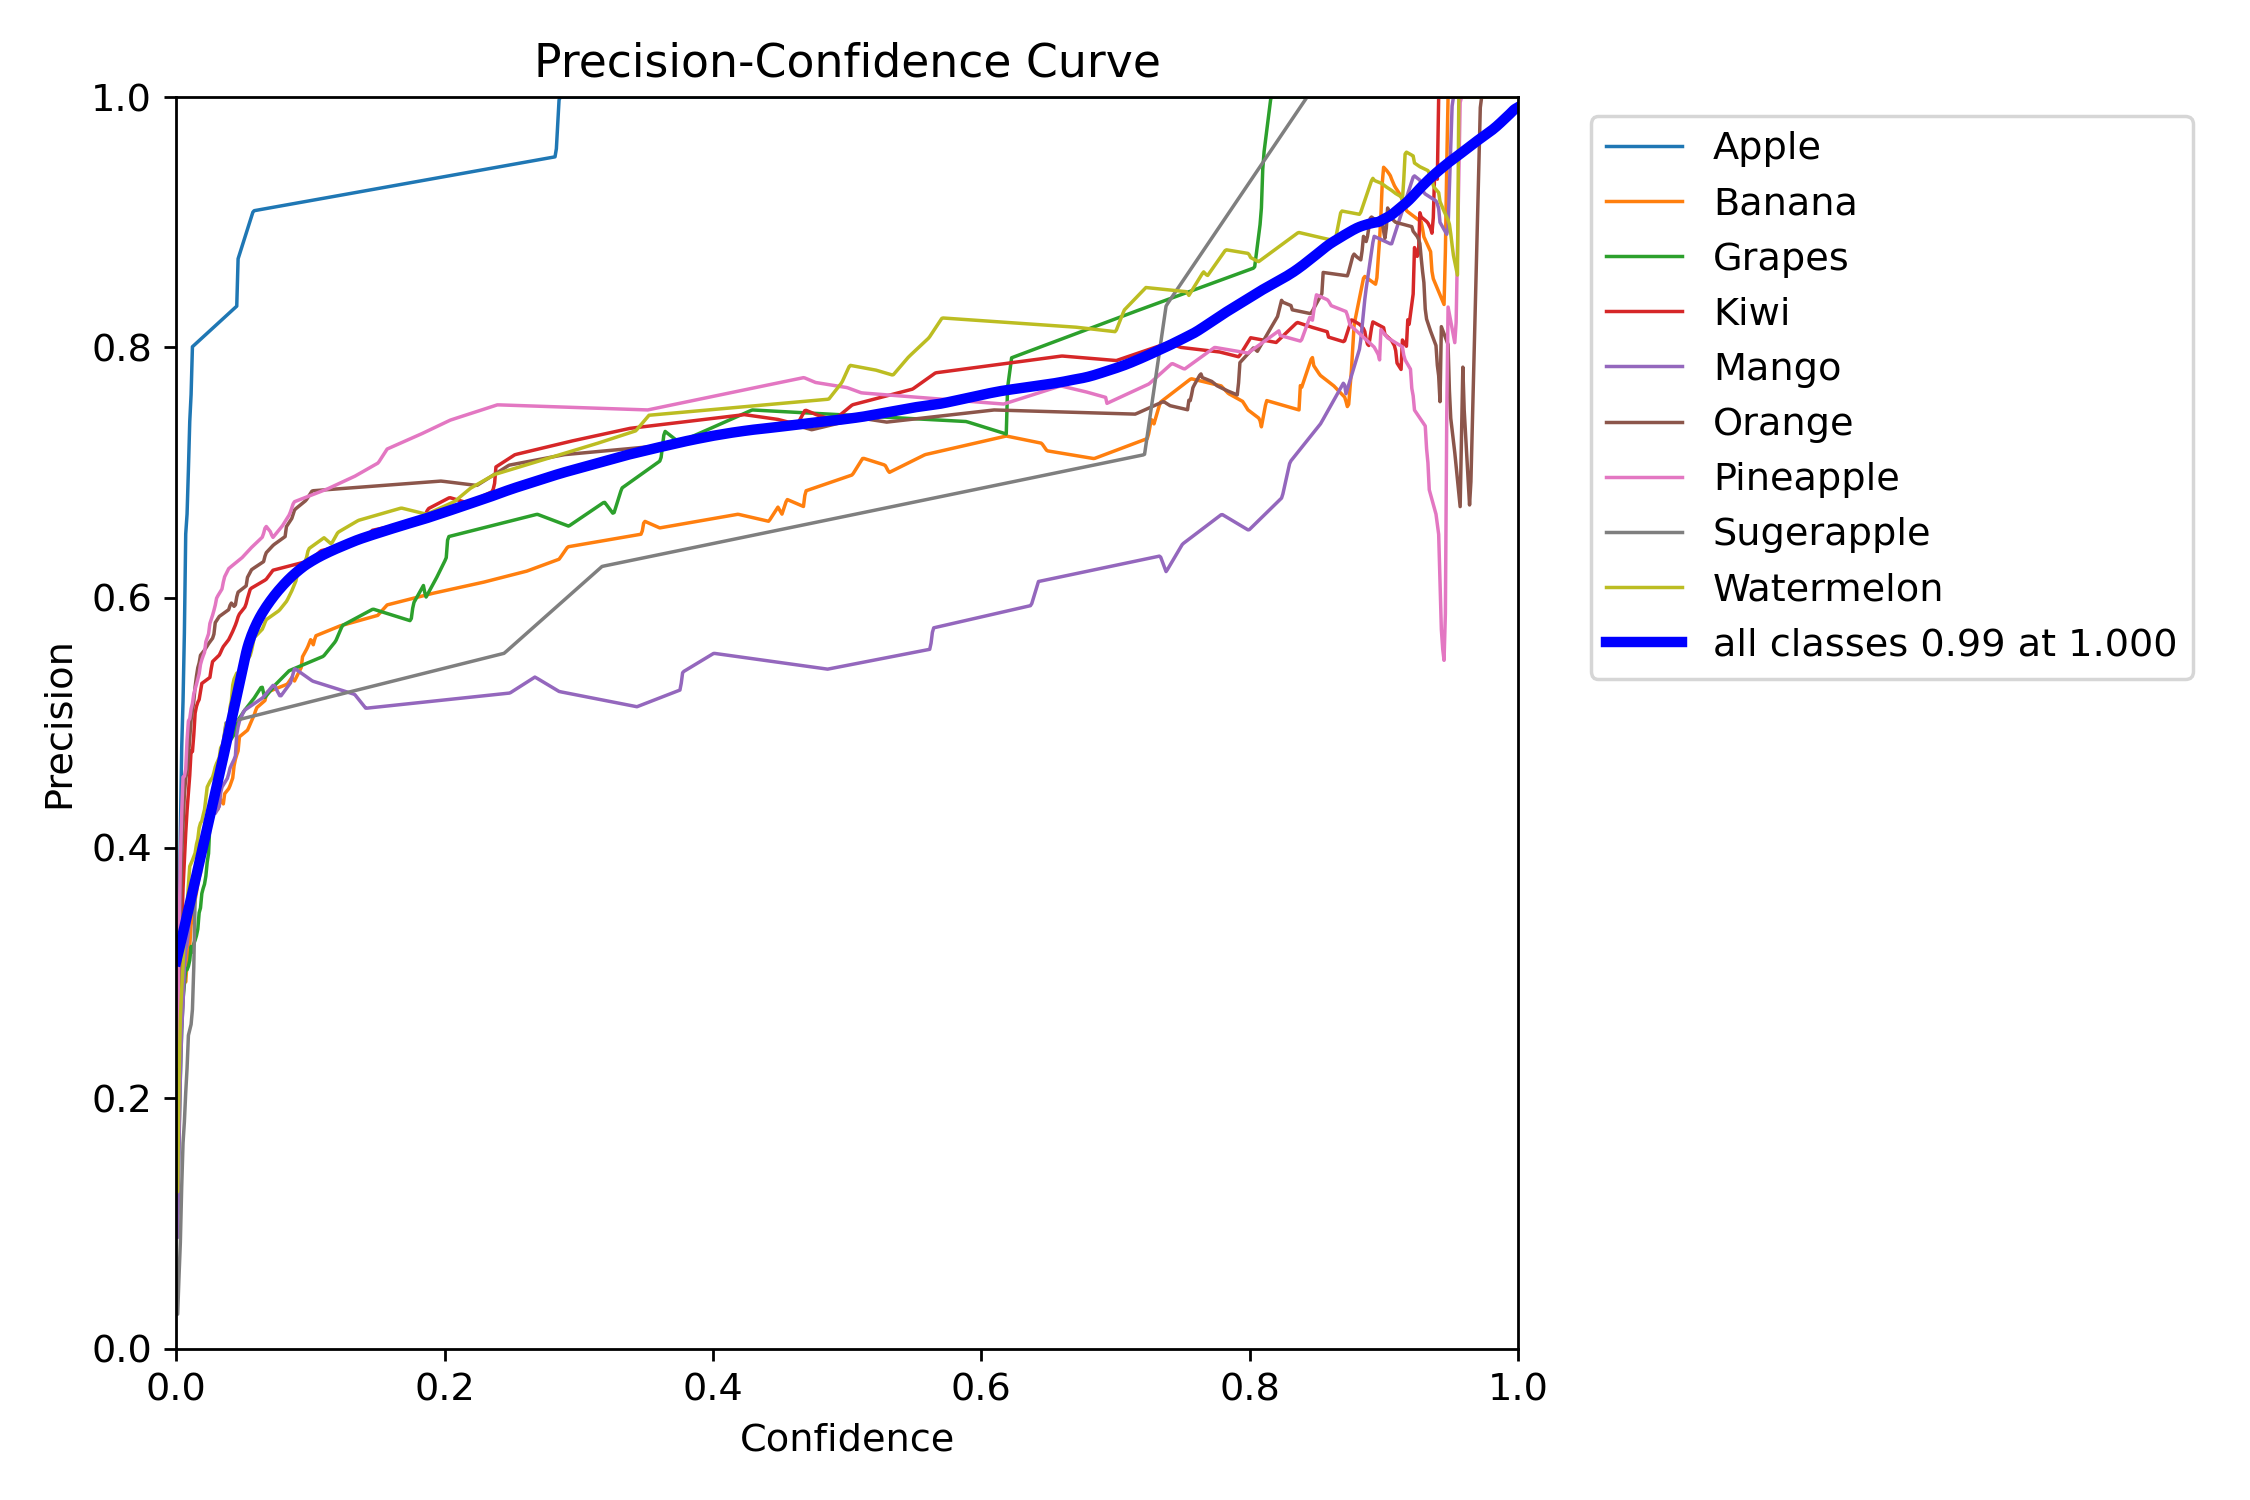 Precision-Confidence Curve
1.0
0.8
0.6
0.4
0.2
0.0
Precision
0.0 0.2 0.4 0.6 0.8 1.0
Confidence
Apple
Banana
Grapes
Kiwi
Mango
Orange
Pineapple
Sugerapple
Watermelon
all classes 0.99 at 1.000